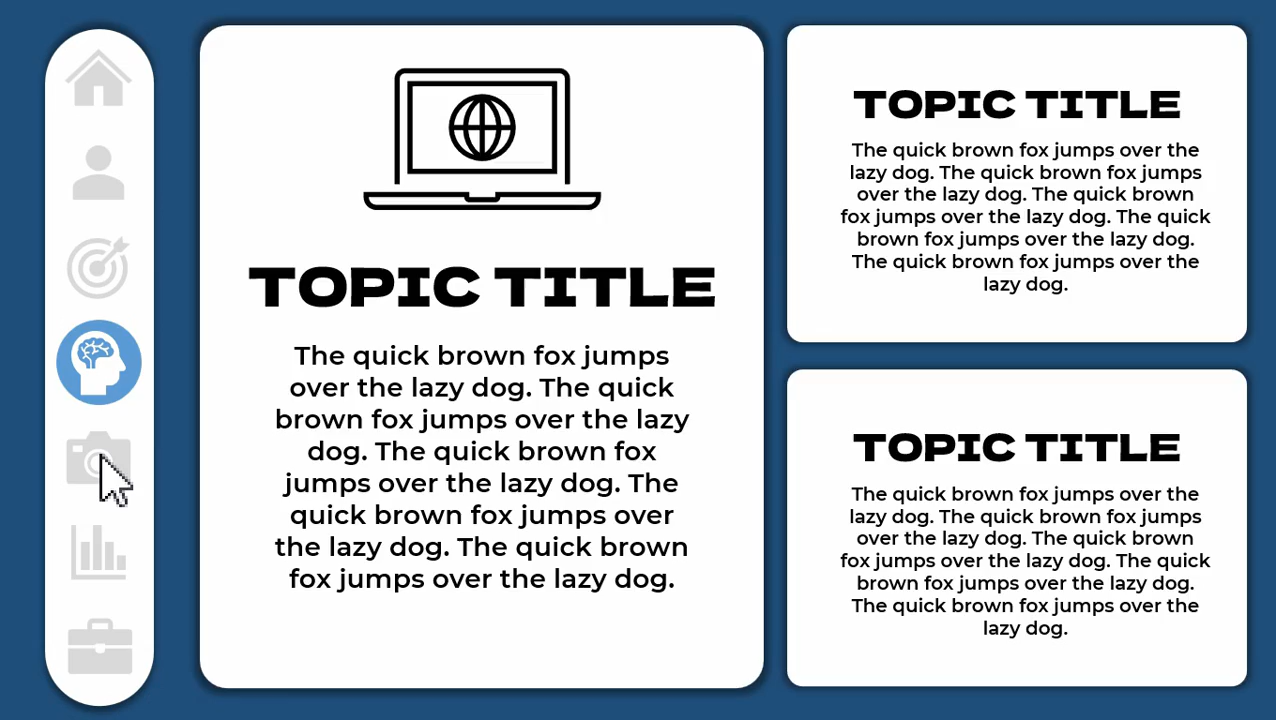 TOPIC TITLE
The quick brown fox jumps
over the lazy dog. The quick
brown fox jumps over the lazy
dog. The quick brown fox
jumps over the lazy dog. The
quick brown fox jumps over
the lazy dog. The quick brown
fox jumps over the lazy dog.
TOPIC TITLE
The quick brown fox jumps over the
lazy dog. The quick brown fox jumps
over the lazy dog. The quick brown
fox jumps over the lazy dog. The quick
brown fox jumps over the lazy dog.
The quick brown fox jumps over the
lazy dog.
TOPIC TITLE
The quick brown fox jumps over the
lazy dog. The quick brown fox jumps
over the lazy dog. The quick brown
fox jumps over the lazy dog. The quick
brown fox jumps over the lazy dog.
The quick brown fox jumps over the
lazy dog.